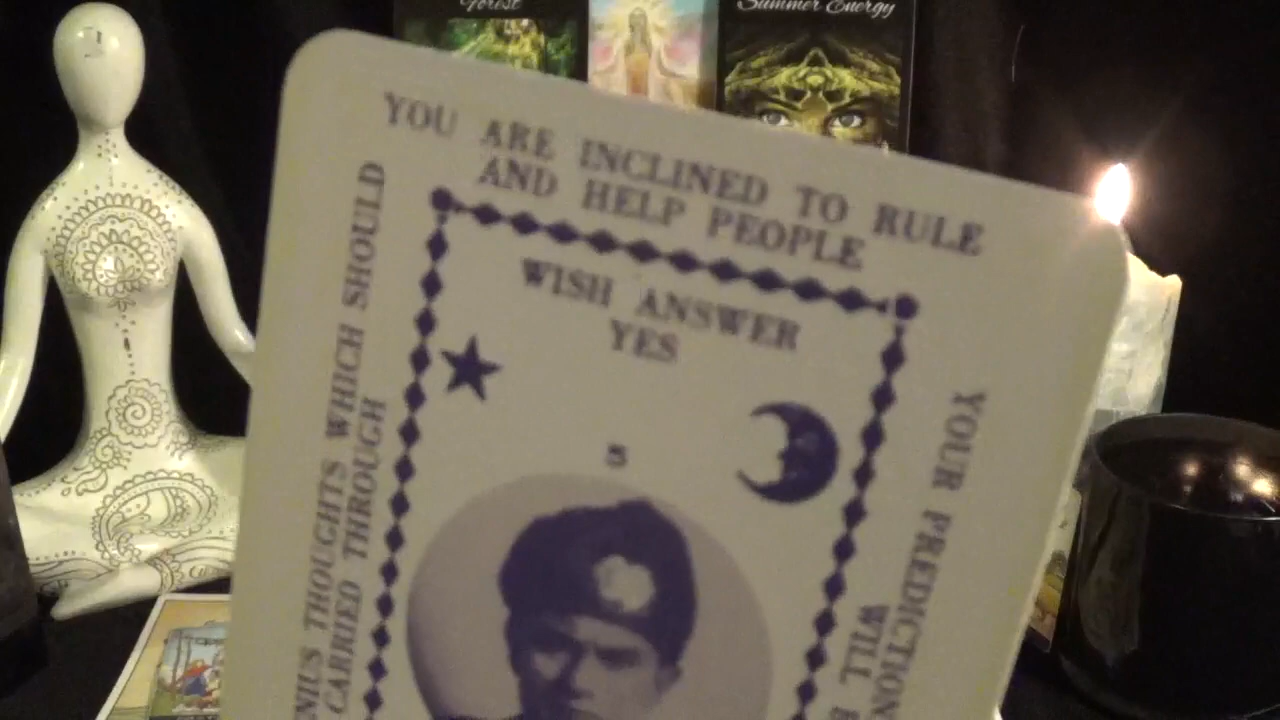 Forest
Summer Energy
YOU ARE INCLINED TO RULE
AND HELP PEOPLE
WISH ANSWER
YES
5
THOUGHTS WHICH SHOULD
CARRIED THROUGH
YOUR PREDICTION
WILL